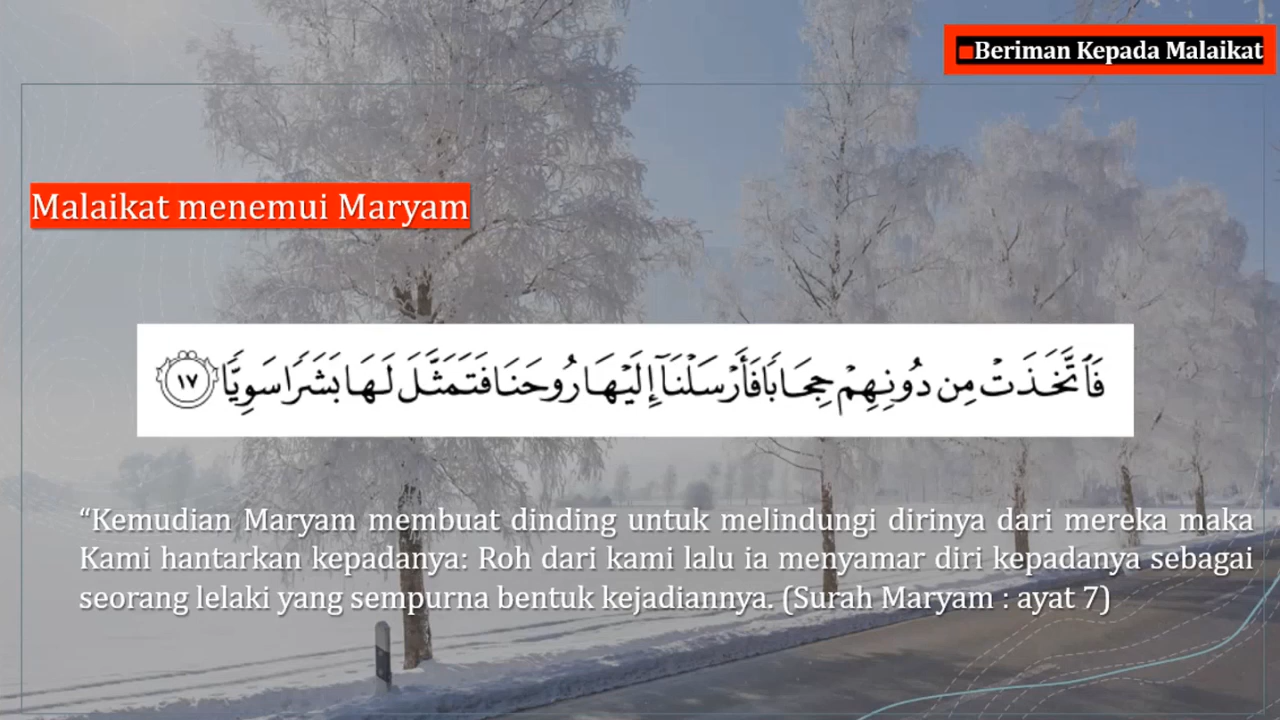 Beriman Kepada Malaikat
Malaikat menemui Maryam
فَٱتَّخَذَتْ مِن دُونِهِمْ حِجَابًا فَأَرْسَلْنَآ إِلَيْهَا رُوحَنَا فَتَمَثَّلَ لَهَا بَشَرًا سَوِيًّا ١٧
“Kemudian Maryam membuat dinding untuk melindungi dirinya dari mereka maka
Kami hantarkan kepadanya: Roh dari kami lalu ia menyamar diri kepadanya sebagai
seorang lelaki yang sempurna bentuk kejadiannya. (Surah Maryam : ayat 7)